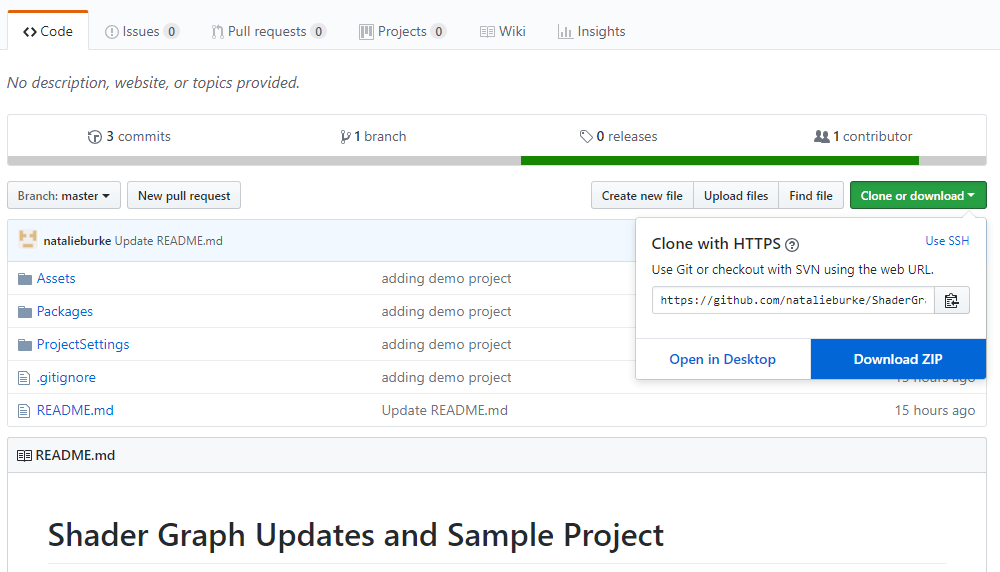 Code Issues 0 Pull requests 0 Projects 0 Wiki Insights
No description, website, or topics provided.
3 commits 1 branch 0 releases 1 contributor
Branch: master New pull request Create new file Upload files Find file Clone or download
natalieburke Update README.md
Clone with HTTPS Use SSH
Use Git or checkout with SVN using the web URL.
https://github.com/natalieburke/ShaderGr
Open in Desktop Download ZIP
Assets adding demo project
Packages adding demo project
ProjectSettings adding demo project
.gitignore adding demo project 15 hours ago
README.md Update README.md 15 hours ago
README.md
Shader Graph Updates and Sample Project